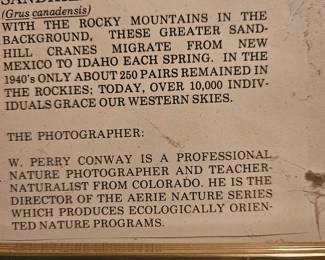 (Grus canadensis)
WITH THE ROCKY MOUNTAINS IN THE
BACKGROUND, THESE GREATER SAND-
HILL CRANES MIGRATE FROM NEW
MEXICO TO IDAHO EACH SPRING. IN THE
1940's ONLY ABOUT 250 PAIRS REMAINED IN
THE ROCKIES; TODAY, OVER 10,000 INDIV-
IDUALS GRACE OUR WESTERN SKIES.
THE PHOTOGRAPHER:
W. PERRY CONWAY IS A PROFESSIONAL
NATURE PHOTOGRAPHER AND TEACHER-
NATURALIST FROM COLORADO. HE IS THE
DIRECTOR OF THE AERIE NATURE SERIES
WHICH PRODUCES ECOLOGICALLY ORIEN-
TED NATURE PROGRAMS.